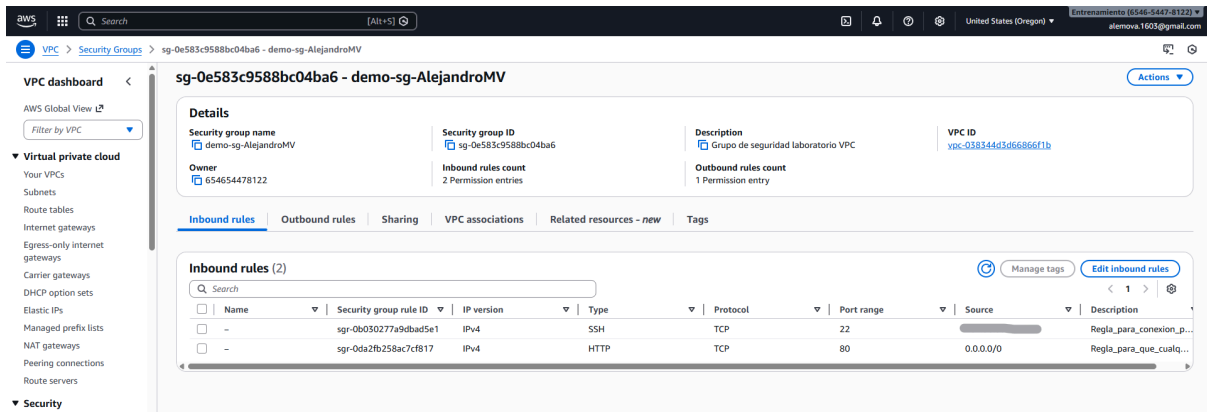 aws
Search
[Alt+S]
United States (Oregon)
Entrenamiento (6546-5447-8122)
alemova.1603@gmail.com
VPC > Security Groups > sg-0e583c9588bc04ba6 - demo-sg-AlejandroMV
VPC dashboard
AWS Global View
Filter by VPC
Virtual private cloud
Your VPCs
Subnets
Route tables
Internet gateways
Egress-only internet
gateways
Carrier gateways
DHCP option sets
Elastic IPs
Managed prefix lists
NAT gateways
Peering connections
Route servers
Security
sg-0e583c9588bc04ba6 - demo-sg-AlejandroMV
Actions
Details
Security group name
demo-sg-AlejandroMV
Security group ID
sg-0e583c9588bc04ba6
Description
Grupo de seguridad laboratorio VPC
VPC ID
vpc-038344d3d66866f1b
Owner
654654478122
Inbound rules count
2 Permission entries
Outbound rules count
1 Permission entry
Inbound rules Outbound rules Sharing VPC associations Related resources - new Tags
Inbound rules (2)
Manage tags
Edit inbound rules
Search
< 1 >
Name Security group rule ID IP version Type Protocol Port range Source Description
– sgr-0b030277a9dbad5e1 IPv4 SSH TCP 22 Regla_para_conexion_p...
– sgr-0da2fb258ac7cf817 IPv4 HTTP TCP 80 0.0.0.0/0 Regla_para_que_cualq...